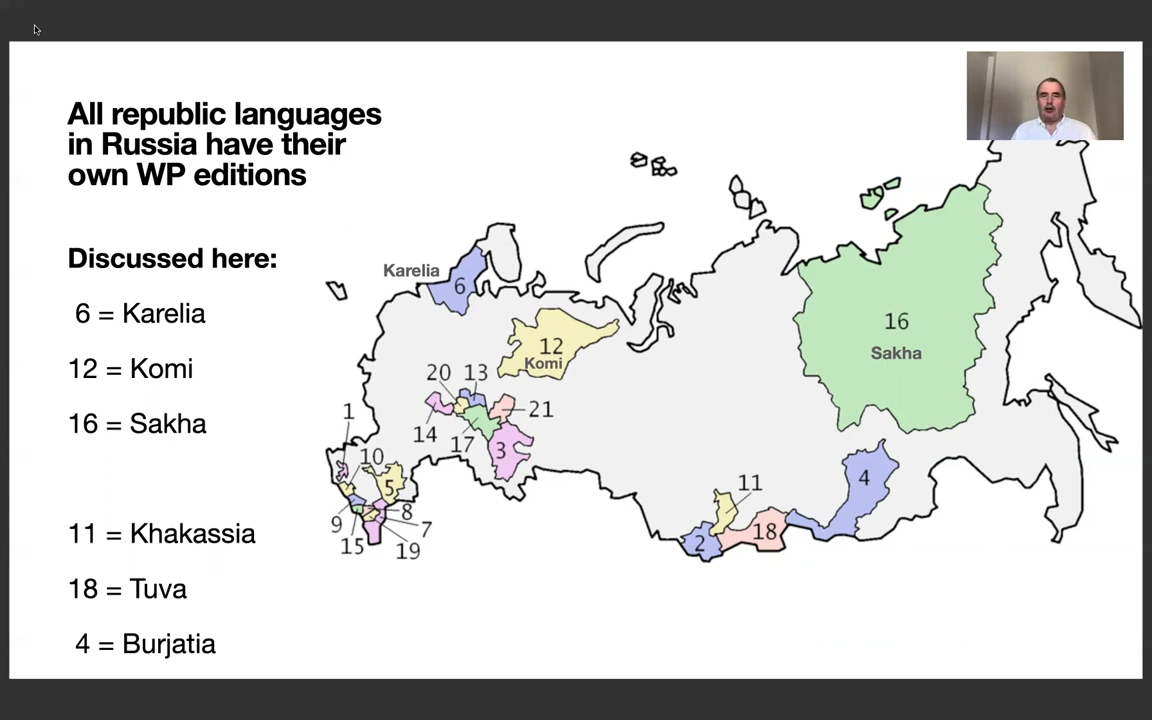 All republic languages
in Russia have their
own WP editions
Discussed here:
6 = Karelia
12 = Komi
16 = Sakha
11 = Khakassia
18 = Tuva
4 = Burjatia
Karelia
6
12
Komi
16
Sakha
20
13
21
14
17
3
1
10
5
9
8
7
15
19
11
4
2
18